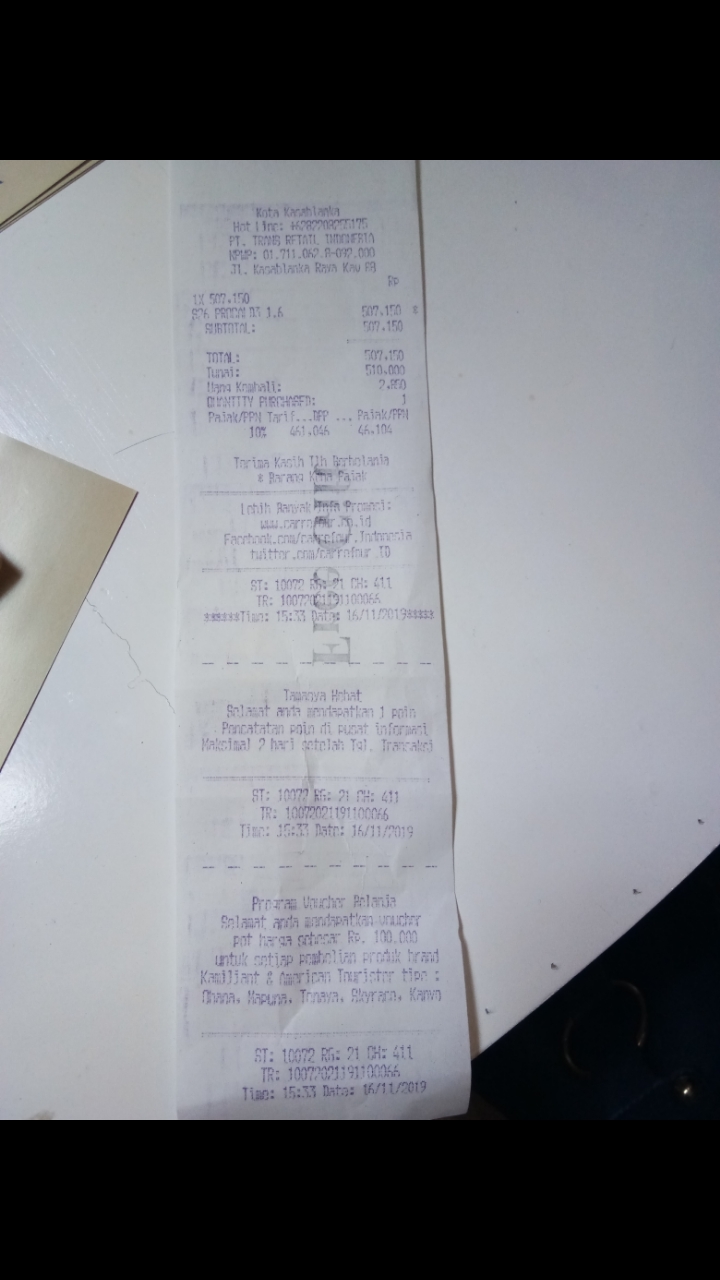 Kota Kasablanka
Hot Line: +6282208255175
PT. TRANS RETAIL INDONESIA
NPWP: 01.711.062.8-092.000
Jl. Kasablanka Raya Kav 88
Rp
1X 507.150
S26 PROCALD3 1.6 507.150 *
SUBTOTAL: 507.150
TOTAL: 507.150
Tunai: 510.000
Uang Kembali: 2.850
QUANTITY PURCHASED: 1
Pajak/PPN Tarif...DPP ... Pajak/PPN
10% 461.046 46.104
Terima Kasih Tlh Berbelanja
* Barang Kena Pajak
Lebih Banyak Info Promosi:
www.carrefour.co.id
Facebook.com/carrefour.Indonesia
twitter.com/carrefour_ID
ST: 10072 RG: 21 CH: 411
TR: 10072021191100066
******Time: 15:33 Date: 16/11/2019*****
Tamanya Hebat
Selamat anda mendapatkan 1 poin
Pencatatan poin di pusat informasi
Maksimal 2 hari setelah Tgl. Transaksi
ST: 10072 RG: 21 CH: 411
TR: 10072021191100066
Time: 15:33 Date: 16/11/2019
Program Voucher Belanja
Selamat anda mendapatkan voucher
pot harga sebesar Rp. 100.000
untuk setiap pembelian produk brand
Kamiliant & American Tourister tipe :
Ohana, Mapuna, Tonaya, Skyrace, Kanyo
ST: 10072 RG: 21 CH: 411
TR: 10072021191100066
Time: 15:33 Date: 16/11/2019